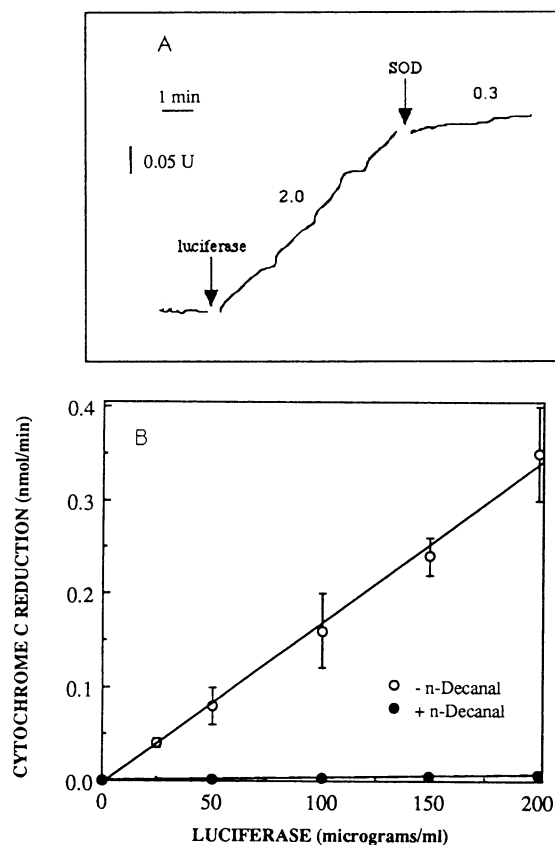 A
SOD
1 min
0.3
0.05 U
2.0
luciferase
B
CYTOCHROME C REDUCTION (nmol/min)
0.4
0.3
0.2
0.1
0.0
- n-Decanal
+ n-Decanal
0
50
100
150
200
LUCIFERASE (micrograms/ml)